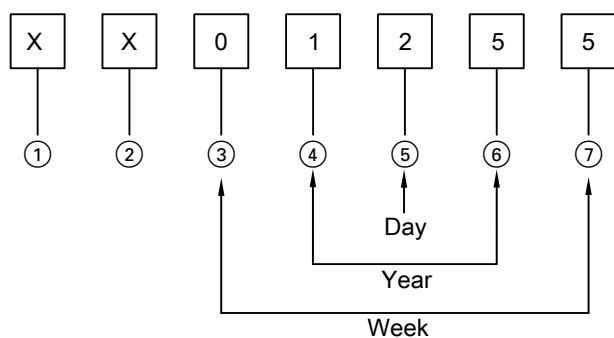 X X 0 1 2 5 5
① ② ③ ④ ⑤ ⑥ ⑦
Day
Year
Week